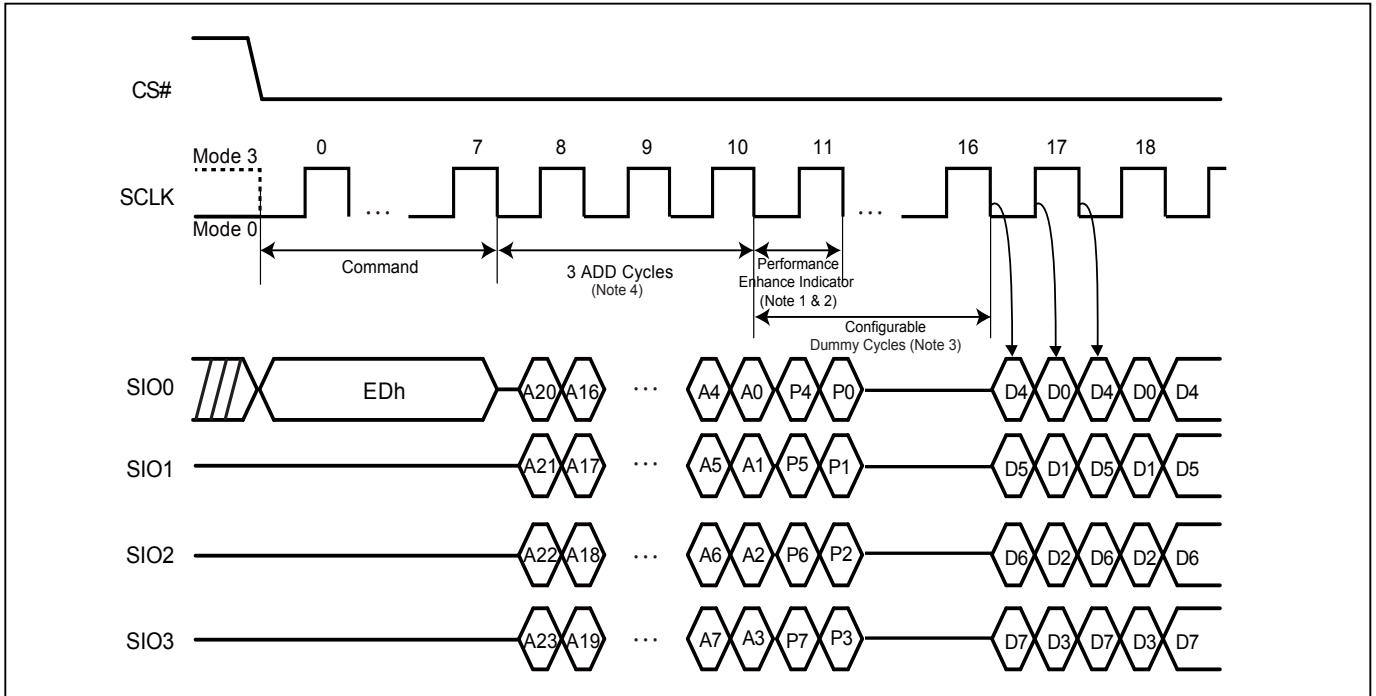 CS#
0 7 8 9 10 11 16 17 18
Mode 3
SCLK
... ...
Mode 0
Command
3 ADD Cycles
(Note 4)
Performance
Enhance Indicator
(Note 1 & 2)
Configurable
Dummy Cycles (Note 3)
SIO0 EDh A20 A16 ... A4 A0 P4 P0 D4 D0 D4 D0 D4
SIO1 A21 A17 ... A5 A1 P5 P1 D5 D1 D5 D1 D5
SIO2 A22 A18 ... A6 A2 P6 P2 D6 D2 D6 D2 D6
SIO3 A23 A19 ... A7 A3 P7 P3 D7 D3 D7 D3 D7